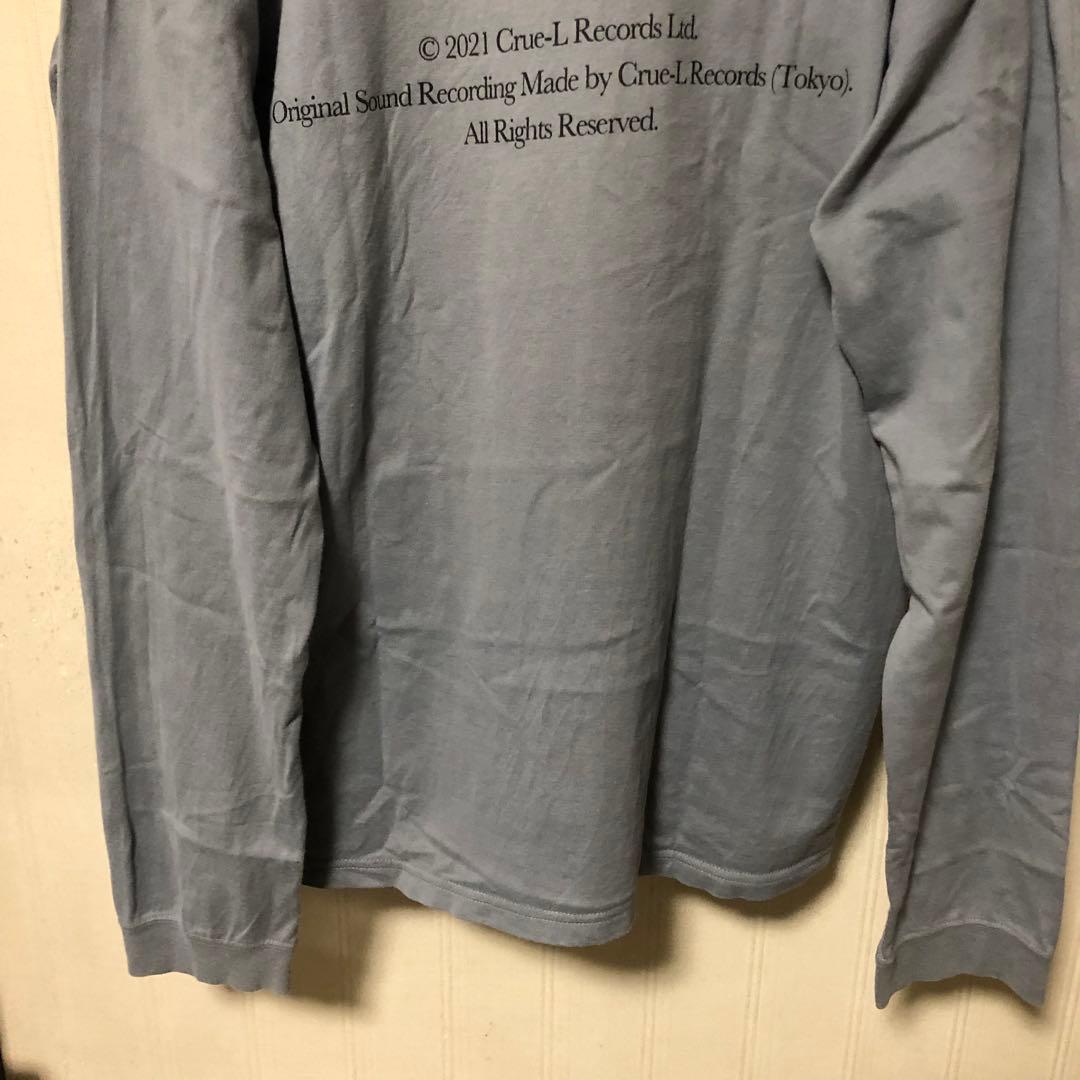 © 2021 Crue-L Records Ltd.
Original Sound Recording Made by Crue-L Records (Tokyo).
All Rights Reserved.